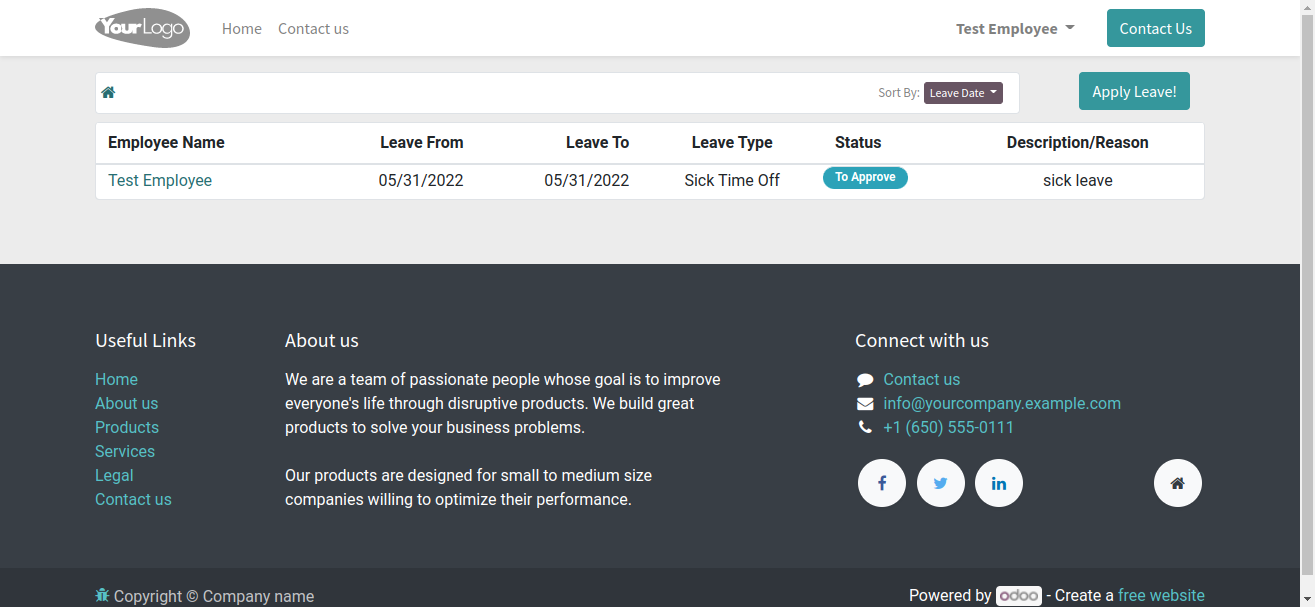 YourLogo Home Contact us Test Employee Contact Us
Sort By: Leave Date Apply Leave!
Employee Name Leave From Leave To Leave Type Status Description/Reason
Test Employee 05/31/2022 05/31/2022 Sick Time Off To Approve sick leave
Useful Links
Home
About us
Products
Services
Legal
Contact us
About us
We are a team of passionate people whose goal is to improve
everyone's life through disruptive products. We build great
products to solve your business problems.
Our products are designed for small to medium size
companies willing to optimize their performance.
Connect with us
Contact us
info@yourcompany.example.com
+1 (650) 555-0111
Copyright © Company name
Powered by odoo - Create a free website